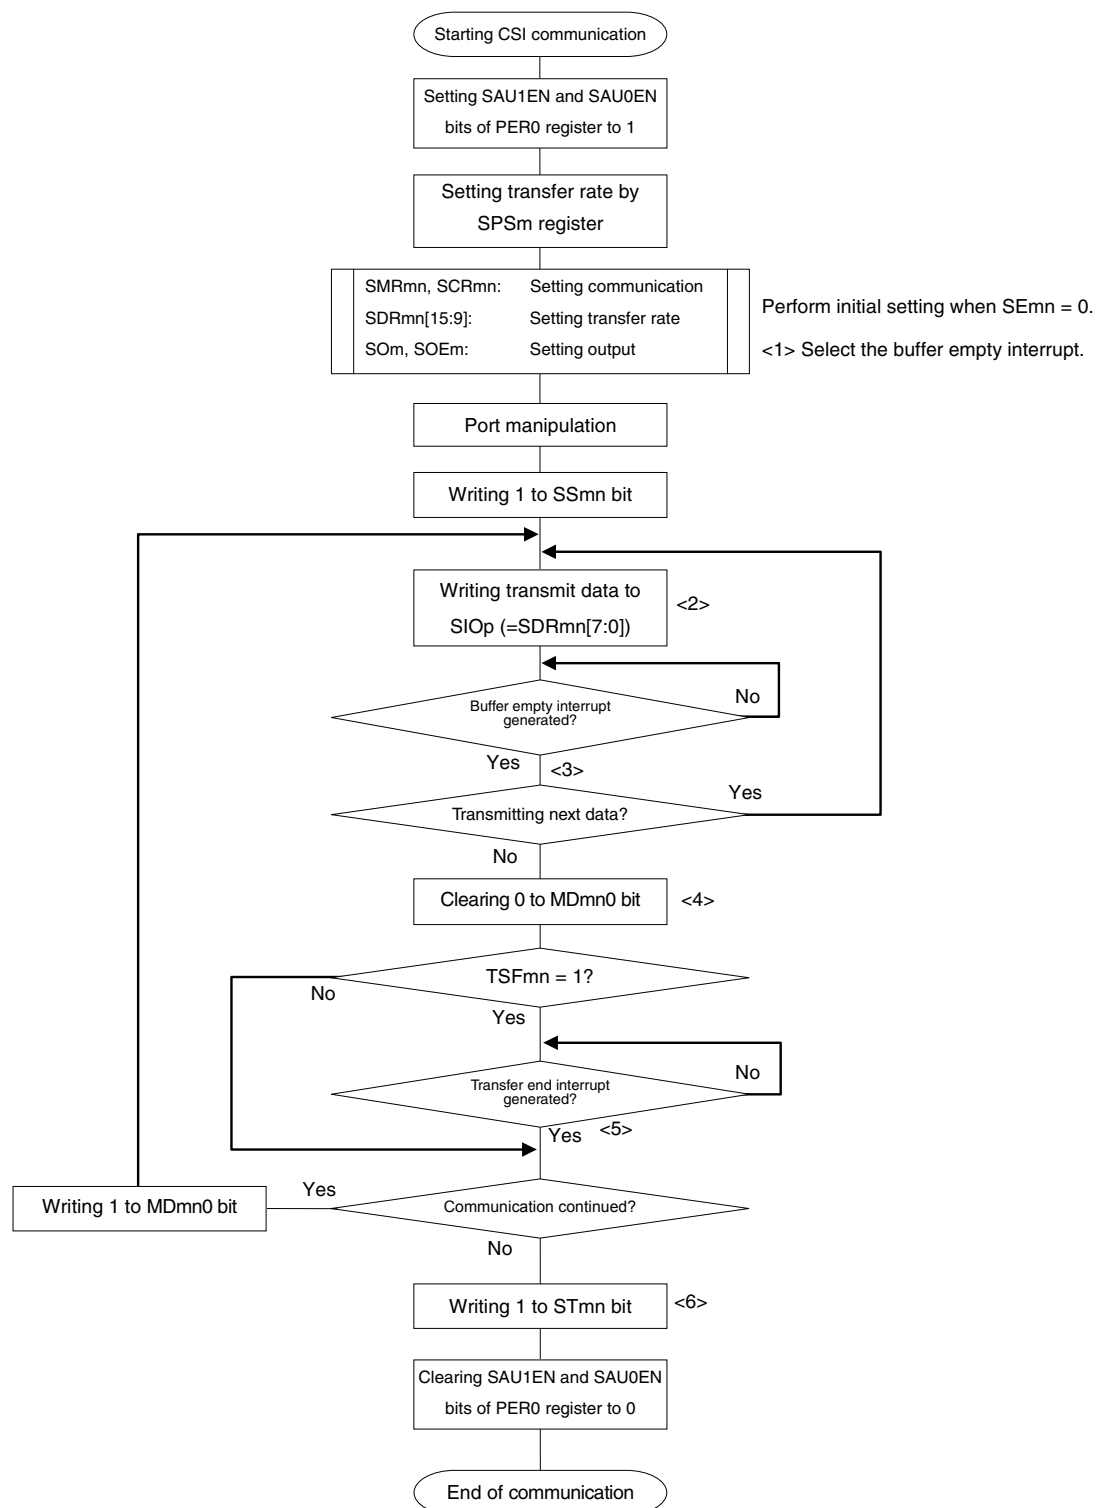 Starting CSI communication
Setting SAU1EN and SAU0EN
bits of PER0 register to 1
Setting transfer rate by
SPSm register
SMRmn, SCRmn: Setting communication
SDRmn[15:9]: Setting transfer rate
SOm, SOEm: Setting output
Perform initial setting when SEmn = 0.
<1> Select the buffer empty interrupt.
Port manipulation
Writing 1 to SSmn bit
Writing transmit data to
SIOp (=SDRmn[7:0])
<2>
Buffer empty interrupt
generated?
No
Yes
<3>
Transmitting next data?
Yes
No
Clearing 0 to MDmn0 bit
<4>
TSFmn = 1?
No
Yes
Transfer end interrupt
generated?
No
Yes
<5>
Communication continued?
Yes
Writing 1 to MDmn0 bit
No
Writing 1 to STmn bit
<6>
Clearing SAU1EN and SAU0EN
bits of PER0 register to 0
End of communication